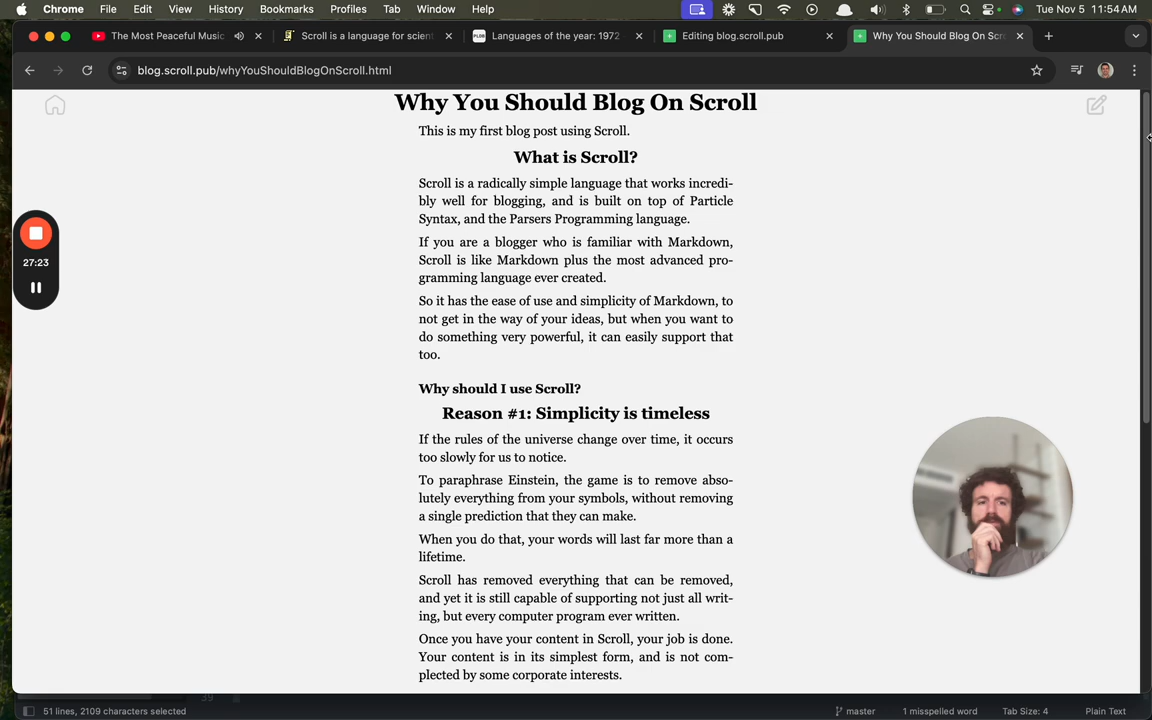 Chrome File Edit View History Bookmarks Profiles Tab Window Help Tue Nov 5 11:54 AM
The Most Peaceful Music
Scroll is a language for scien
Languages of the year: 1972
Editing blog.scroll.pub
Why You Should Blog On Scr
blog.scroll.pub/whyYouShouldBlogOnScroll.html
Why You Should Blog On Scroll
This is my first blog post using Scroll.
What is Scroll?
Scroll is a radically simple language that works incredi-
bly well for blogging, and is built on top of Particle
Syntax, and the Parsers Programming language.
If you are a blogger who is familiar with Markdown,
Scroll is like Markdown plus the most advanced pro-
gramming language ever created.
So it has the ease of use and simplicity of Markdown, to
not get in the way of your ideas, but when you want to
do something very powerful, it can easily support that
too.
27:23
Why should I use Scroll?
Reason #1: Simplicity is timeless
If the rules of the universe change over time, it occurs
too slowly for us to notice.
To paraphrase Einstein, the game is to remove abso-
lutely everything from your symbols, without removing
a single prediction that they can make.
When you do that, your words will last far more than a
lifetime.
Scroll has removed everything that can be removed,
and yet it is still capable of supporting not just all writ-
ing, but every computer program ever written.
Once you have your content in Scroll, your job is done.
Your content is in its simplest form, and is not com-
plected by some corporate interests.
39
51 lines, 2109 characters selected master 1 misspelled word Tab Size: 4 Plain Text